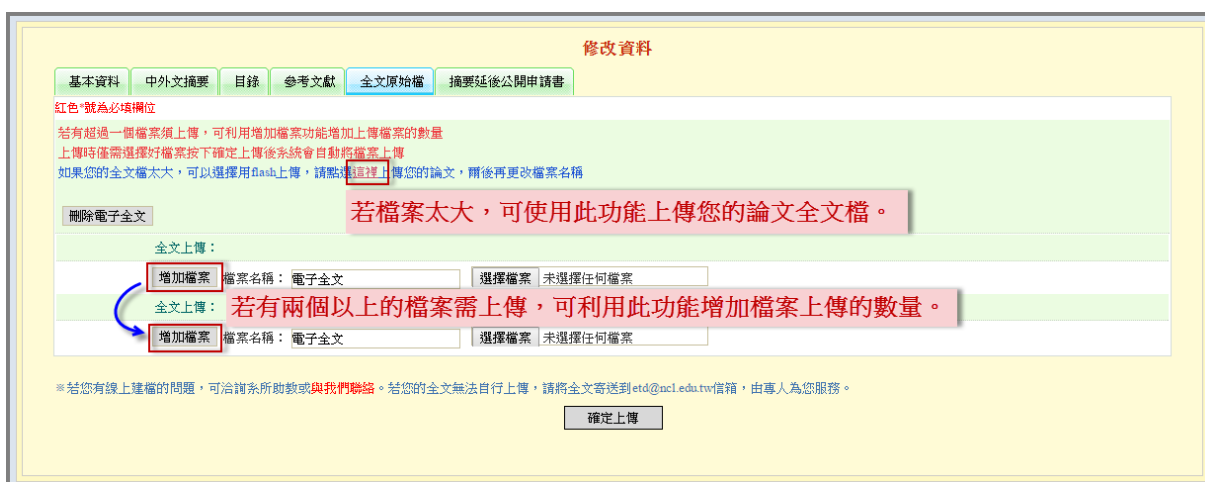 修改資料
基本資料 中外文摘要 目錄 參考文獻 全文原始檔 摘要延後公開申請書
紅色*號為必填欄位
若有超過一個檔案須上傳，可利用增加檔案功能增加上傳檔案的數量
上傳時僅需選擇好檔案按下確定上傳後系統會自動將檔案上傳
如果您的全文檔太大，可以選擇用flash上傳，請點選這裡上傳您的論文，爾後再更改檔案名稱
若檔案太大，可使用此功能上傳您的論文全文檔。
刪除電子全文
全文上傳：
增加檔案 檔案名稱： 電子全文 選擇檔案 未選擇任何檔案
全文上傳：
若有兩個以上的檔案需上傳，可利用此功能增加檔案上傳的數量。
增加檔案 檔案名稱： 電子全文 選擇檔案 未選擇任何檔案
※若您有線上建檔的問題，可洽詢系所助教或與我們聯絡。若您的全文無法自行上傳，請將全文寄送到etd@ncl.edu.tw信箱，由專人為您服務。
確定上傳